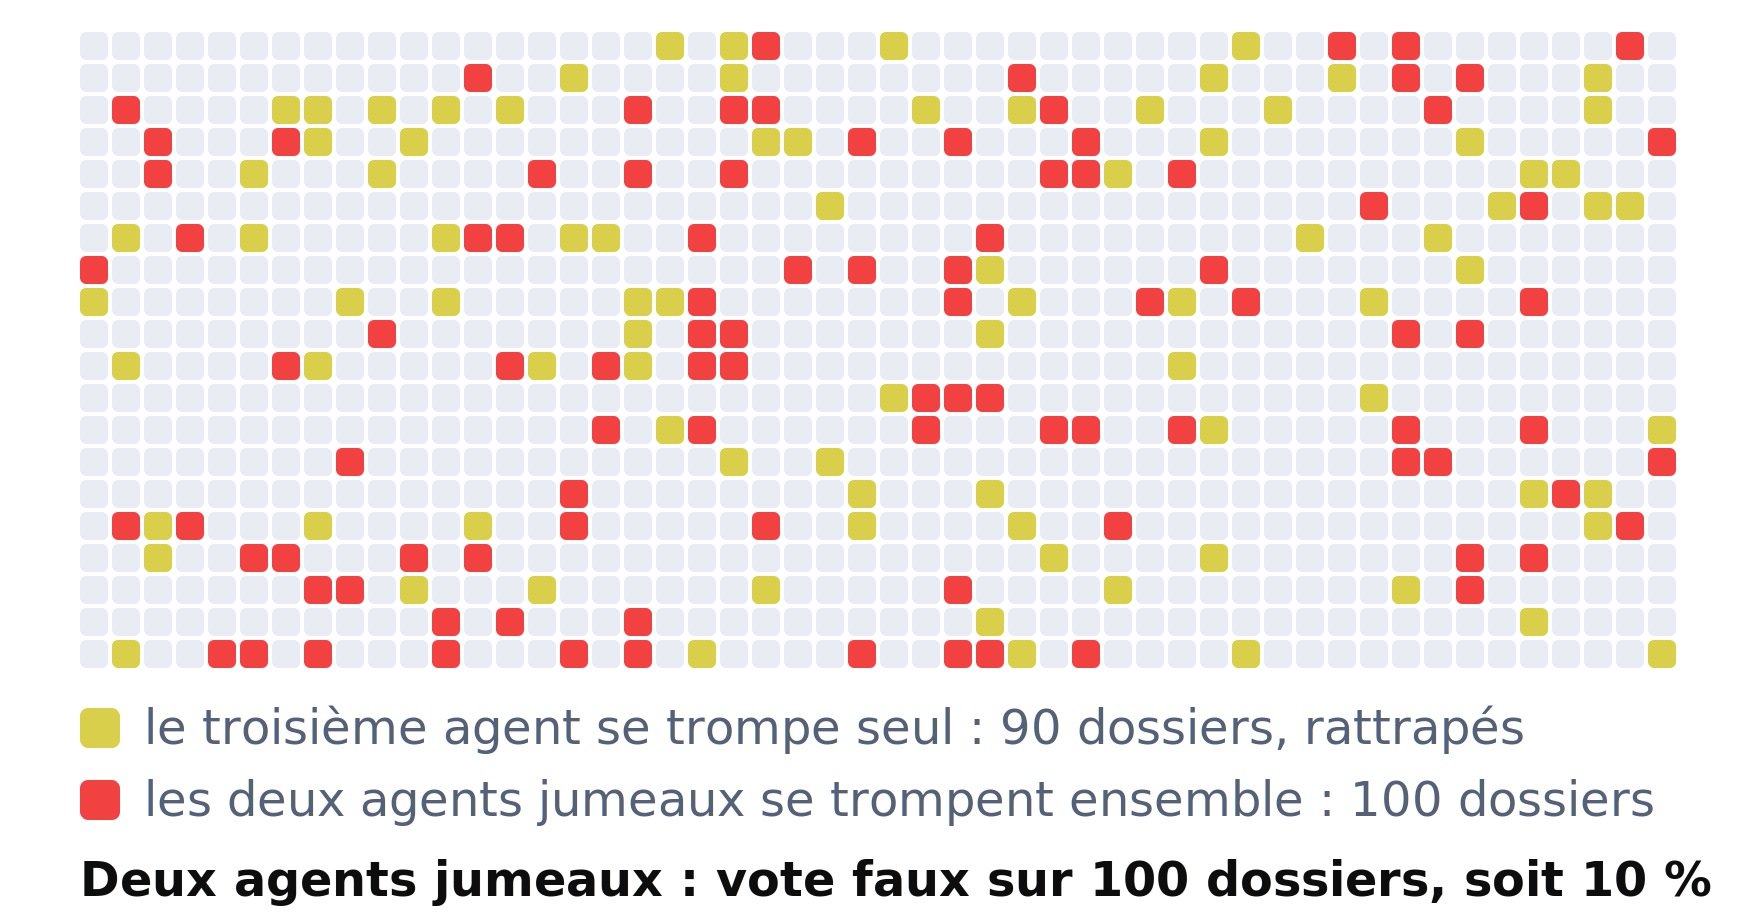 le troisième agent se trompe seul : 90 dossiers, rattrapés
les deux agents jumeaux se trompent ensemble : 100 dossiers
Deux agents jumeaux : vote faux sur 100 dossiers, soit 10 %